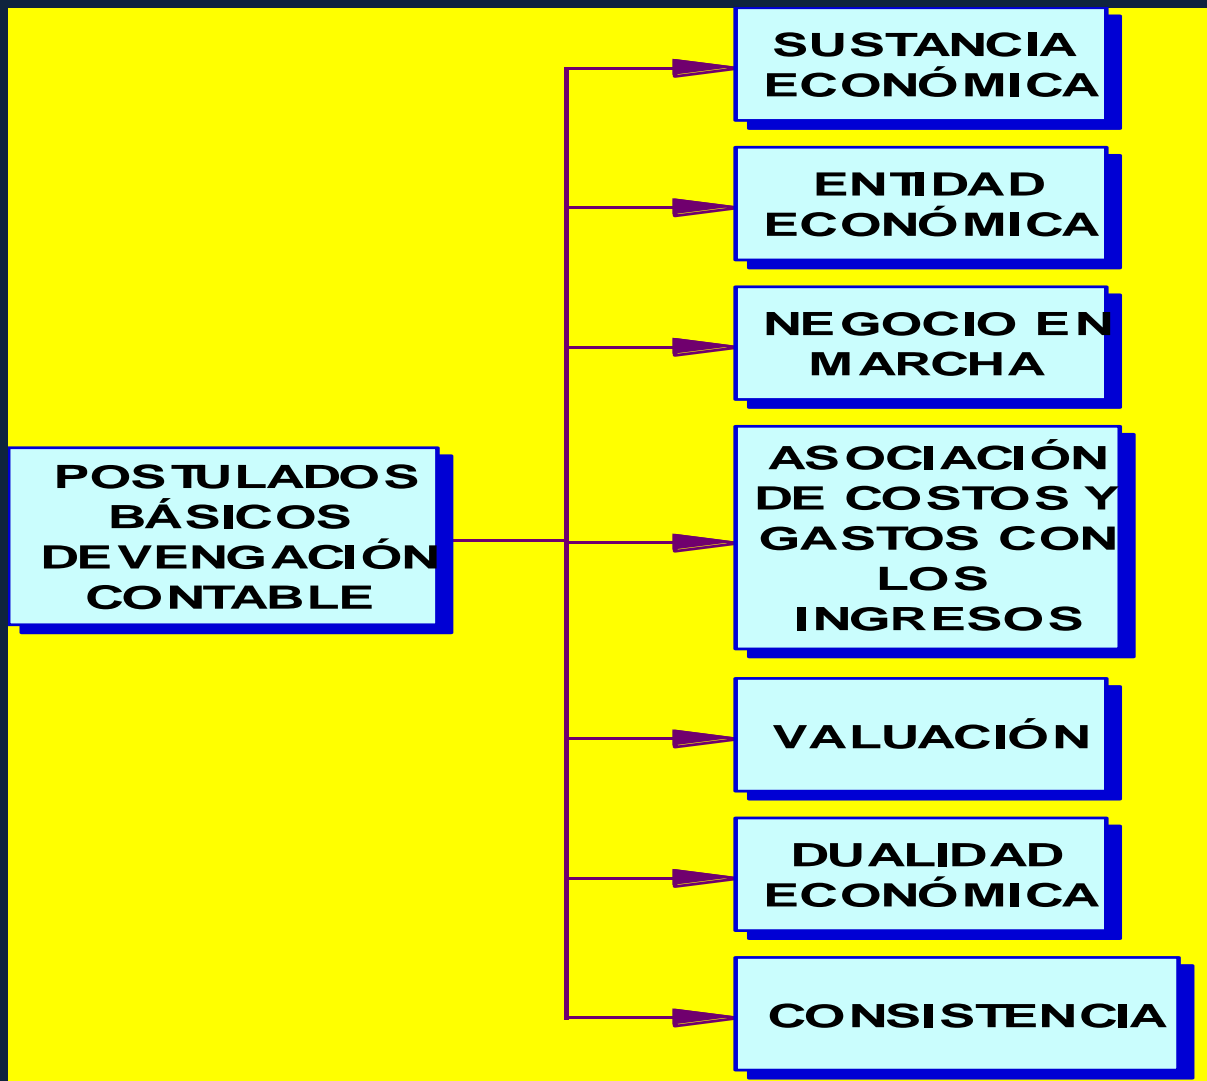 SUSTANCIA
ECONÓMICA
ENTIDAD
ECONÓMICA
NEGOCIO EN
MARCHA
POSTULADOS
BÁSICOS
DEVENGACIÓN
CONTABLE
ASOCIACIÓN
DE COSTOS Y
GASTOS CON
LOS
INGRESOS
VALUACIÓN
DUALIDAD
ECONÓMICA
CONSISTENCIA